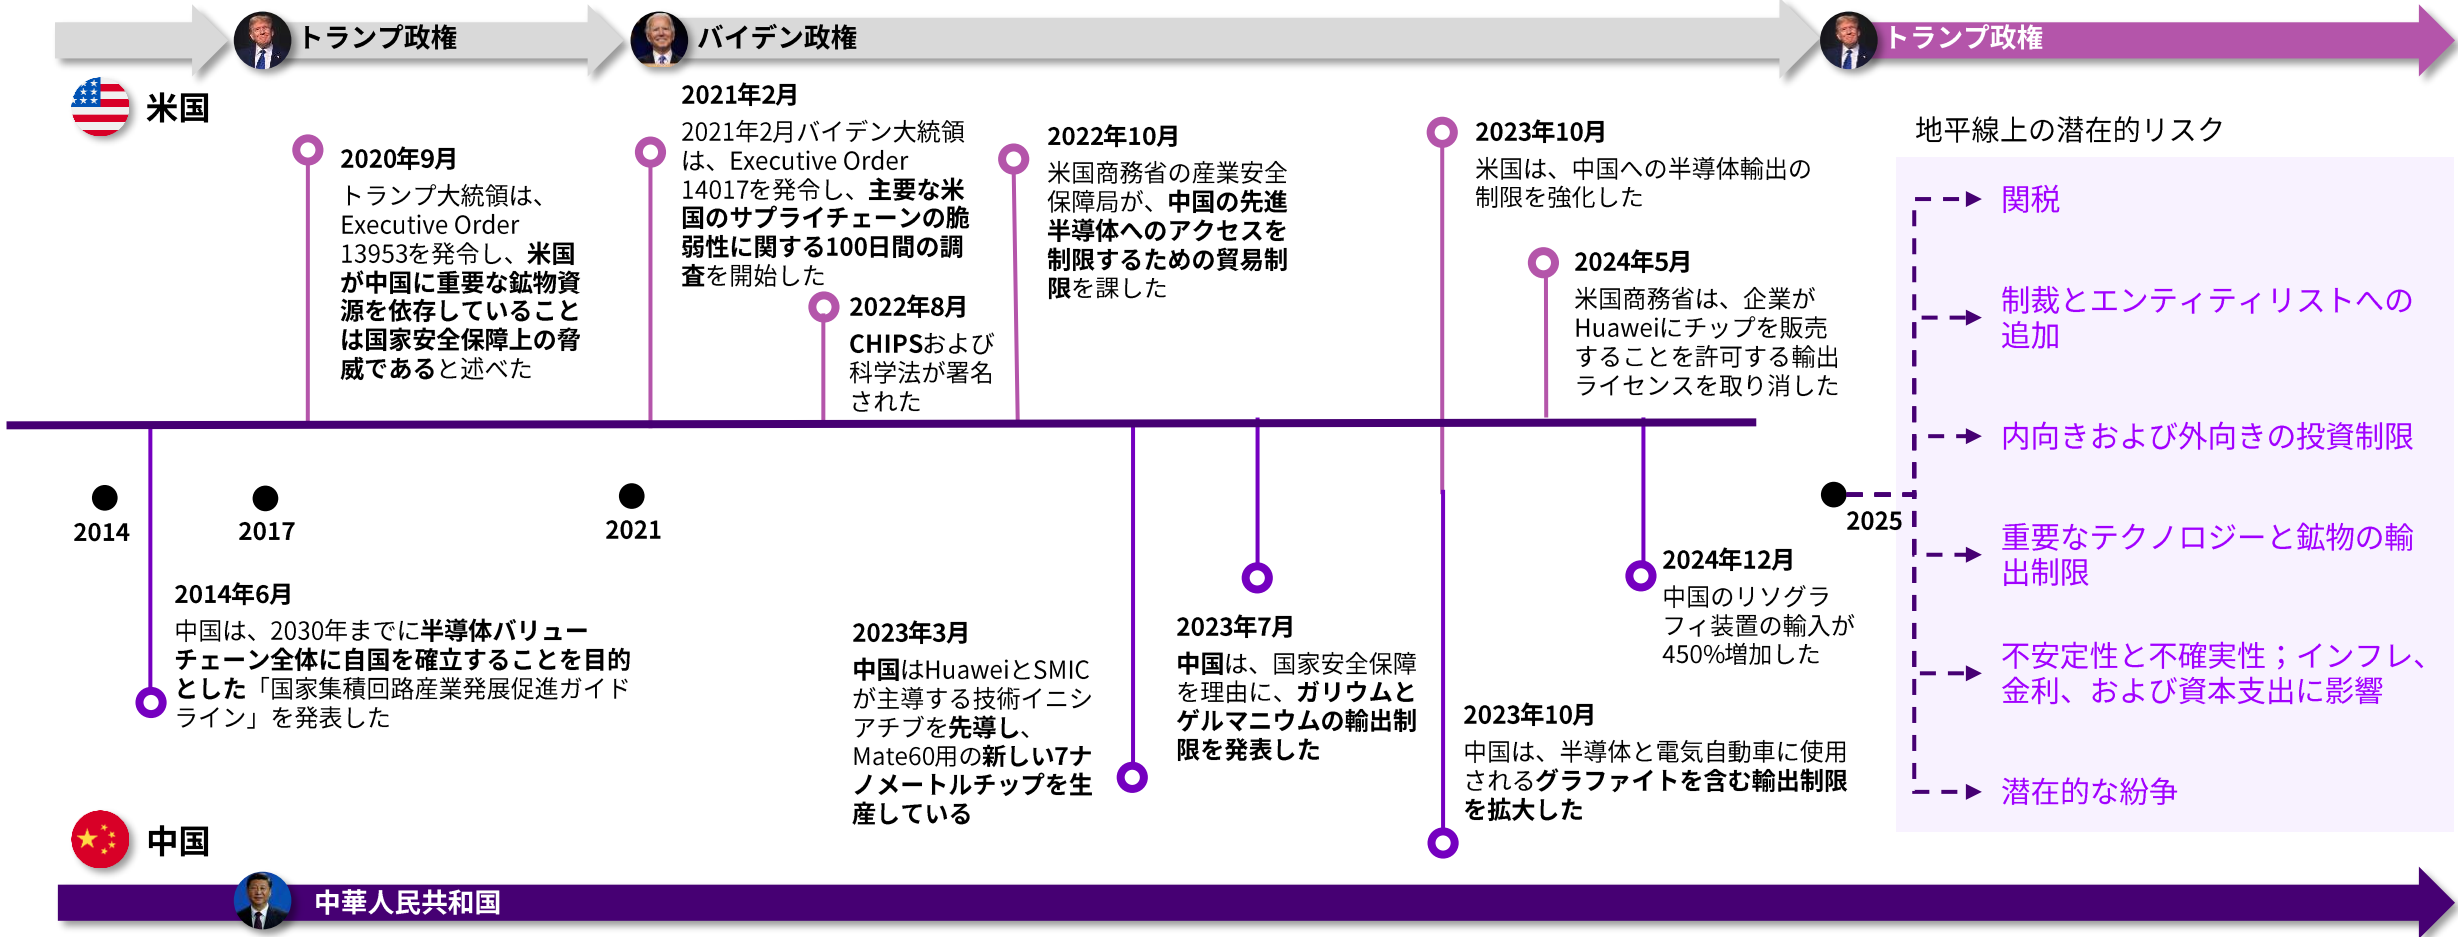 トランプ政権
バイデン政権
トランプ政権
米国
2020年9月
トランプ大統領は、
Executive Order
13953を発令し、米国
が中国に重要な鉱物資
源を依存していること
は国家安全保障上の脅
威であると述べた
2021年2月
2021年2月バイデン大統領
は、Executive Order
14017を発令し、主要な米
国のサプライチェーンの脆
弱性に関する100日間の調
査を開始した
2022年8月
CHIPSおよび
科学法が署名
された
2022年10月
米国商務省の産業安全
保障局が、中国の先進
半導体へのアクセスを
制限するための貿易制
限を課した
2023年10月
米国は、中国への半導体輸出の
制限を強化した
2024年5月
米国商務省は、企業が
Huaweiにチップを販売
することを許可する輸出
ライセンスを取り消した
2014
2017
2021
2025
2014年6月
中国は、2030年までに半導体バリュー
チェーン全体に自国を確立することを目的
とした「国家集積回路産業発展促進ガイド
ライン」を発表した
2023年3月
中国はHuaweiとSMIC
が主導する技術イニシ
アチブを先導し、
Mate60用の新しい7ナ
ノメートルチップを生
産している
2023年7月
中国は、国家安全保障
を理由に、ガリウムと
ゲルマニウムの輸出制
限を発表した
2023年10月
中国は、半導体と電気自動車に使用
されるグラファイトを含む輸出制限
を拡大した
2024年12月
中国のリソグラ
フィ装置の輸入が
450%増加した
地平線上の潜在的リスク
関税
制裁とエンティティリストへの
追加
内向きおよび外向きの投資制限
重要なテクノロジーと鉱物の輸
出制限
不安定性と不確実性；インフレ、
金利、および資本支出に影響
潜在的な紛争
中国
中華人民共和国